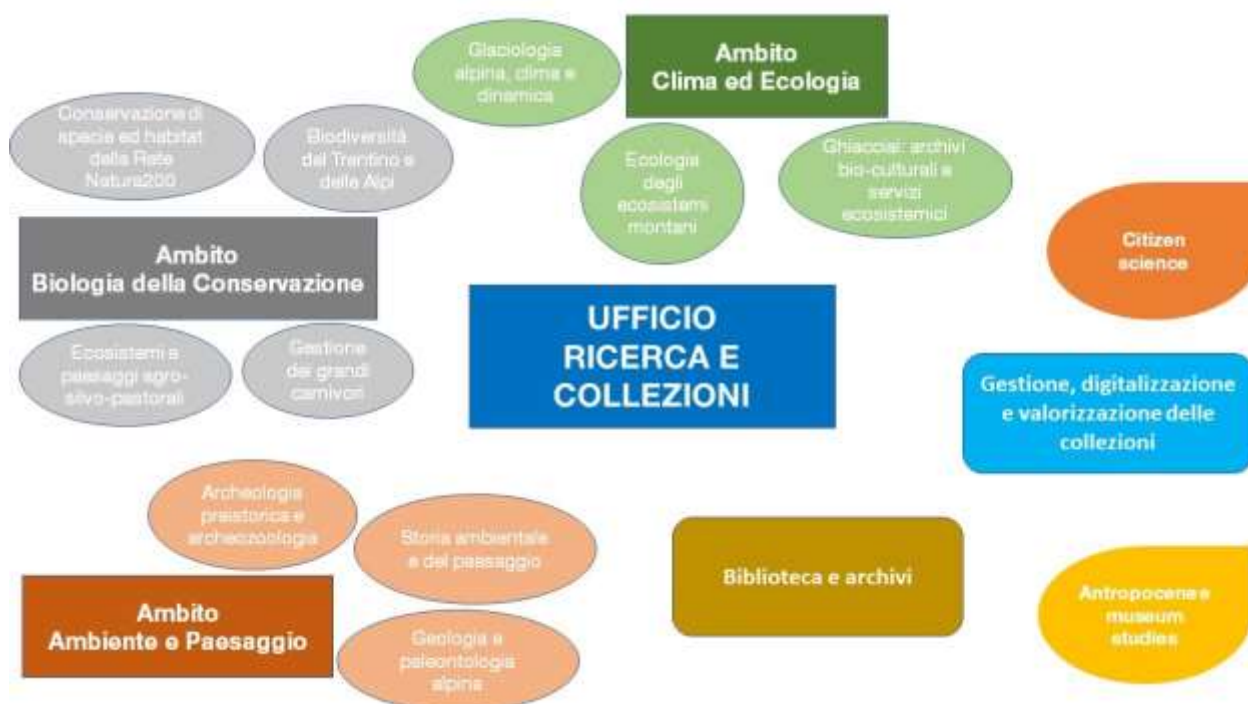 Glaciologia
alpina, clima e
dinamica
Ambito
Clima ed Ecologia
Conservazione di
specie ed habitat
della Rete
Natura200
Biodiversità
del Trentino e
delle Alpi
Ecologia
degli
ecosistemi
montani
Ghiacciai: archivi
bio-culturali e
servizi
ecosistemici
Citizen
science
Ambito
Biologia della Conservazione
UFFICIO
RICERCA E
COLLEZIONI
Ecosistemi e
paesaggi agro-
silvo-pastorali
Gestione
dei grandi
carnivori
Gestione, digitalizzazione
e valorizzazione delle
collezioni
Archeologia
preistorica e
archeozoologia
Storia ambientale
e del paesaggio
Biblioteca e archivi
Ambito
Ambiente e Paesaggio
Geologia e
paleontologia
alpina
Antropocene e
museum
studies